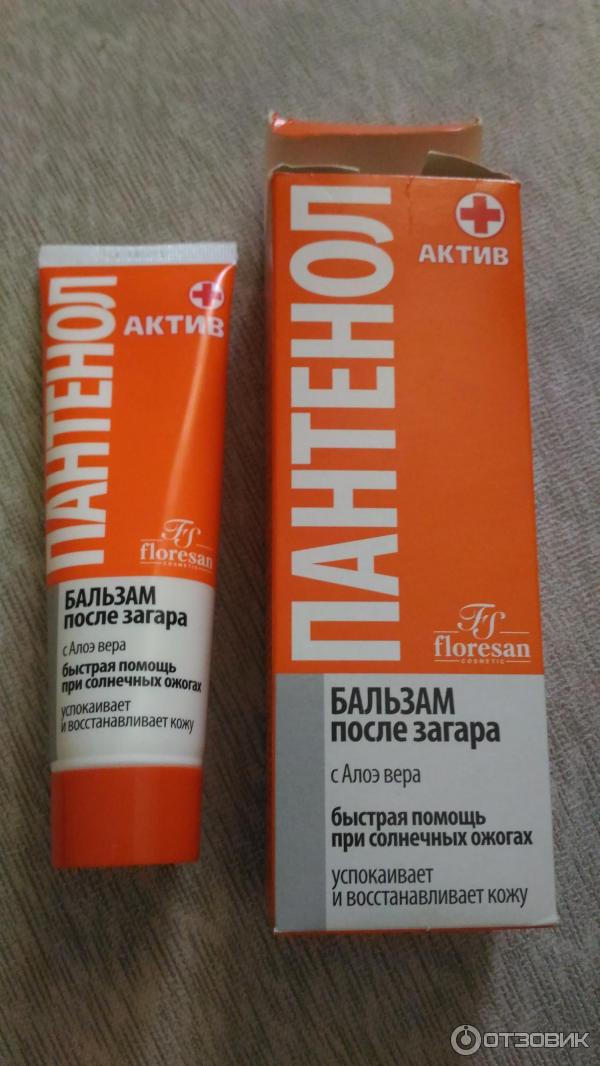 ПАНТЕНОЛ
АКТИВ
FS
floresan
COSMETIC
БАЛЬЗАМ
после загара
с Алоэ вера
быстрая помощь
при солнечных ожогах
успокаивает
и восстанавливает кожу
ПАНТЕНОЛ
АКТИВ
FS
floresan
COSMETIC
БАЛЬЗАМ
после загара
с Алоэ вера
быстрая помощь
при солнечных ожогах
успокаивает
и восстанавливает кожу
ОТЗОВИК